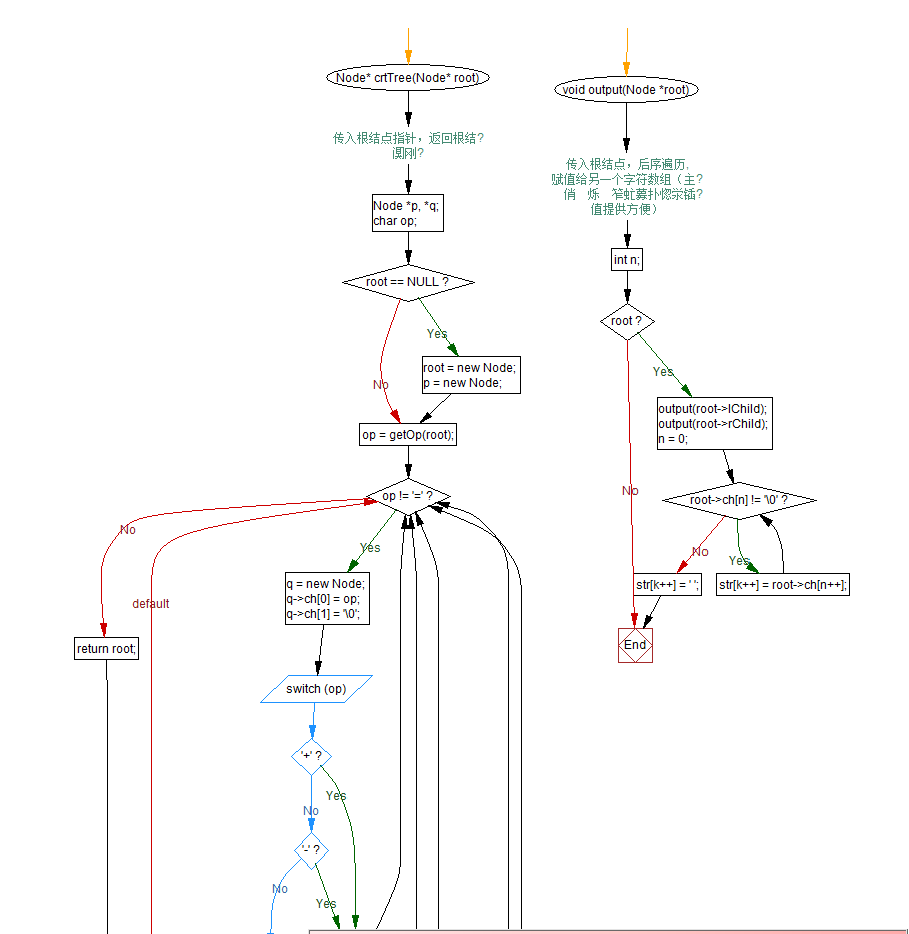 Node* crtTree(Node* root)
传入根结点指针，返回根结?
Node *p, *q;
char op;
root == NULL ?
Yes
No
root = new Node;
p = new Node;
op = getOp(root);
op != '=' ?
No
Yes
default
q = new Node;
q->ch[0] = op;
q->ch[1] = '\0';
return root;
switch (op)
'+' ?
Yes
No
'-' ?
No
Yes
void output(Node *root)
传入根结点，后序遍历,
赋值给另一个字符数组（主?
值提供方便）
int n;
root ?
Yes
No
output(root->lChild);
output(root->rChild);
n = 0;
root->ch[n] != '\0' ?
No
Yes
str[k++] = ' ';
str[k++] = root->ch[n++];
End